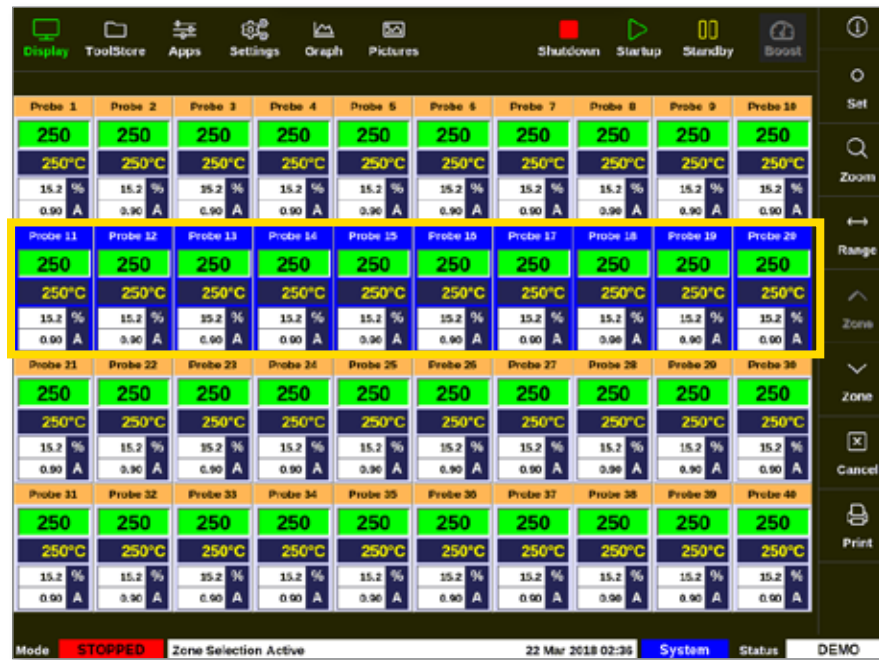 Display ToolStore Apps Settings Graph Pictures Shutdown Startup Standby Boost
Set
Probe 1 Probe 2 Probe 3 Probe 4 Probe 5 Probe 6 Probe 7 Probe 8 Probe 9 Probe 10
250 250 250 250 250 250 250 250 250 250
250°C 250°C 250°C 250°C 250°C 250°C 250°C 250°C 250°C 250°C
Zoom
15.2 % 15.2 % 15.2 % 15.2 % 15.2 % 15.2 % 15.2 % 15.2 % 15.2 % 15.2 %
0.90 A 0.90 A 0.90 A 0.90 A 0.90 A 0.90 A 0.90 A 0.90 A 0.90 A 0.90 A
Probe 11 Probe 12 Probe 13 Probe 14 Probe 15 Probe 16 Probe 17 Probe 18 Probe 19 Probe 20
Range
250 250 250 250 250 250 250 250 250 250
250°C 250°C 250°C 250°C 250°C 250°C 250°C 250°C 250°C 250°C
15.2 % 15.2 % 15.2 % 15.2 % 15.2 % 15.2 % 15.2 % 15.2 % 15.2 % 15.2 %
Zone
0.90 A 0.90 A 0.90 A 0.90 A 0.90 A 0.90 A 0.90 A 0.90 A 0.90 A 0.90 A
Probe 21 Probe 22 Probe 23 Probe 24 Probe 25 Probe 26 Probe 27 Probe 28 Probe 29 Probe 30
250 250 250 250 250 250 250 250 250 250
Zone
250°C 250°C 250°C 250°C 250°C 250°C 250°C 250°C 250°C 250°C
15.2 % 15.2 % 15.2 % 15.2 % 15.2 % 15.2 % 15.2 % 15.2 % 15.2 % 15.2 %
0.90 A 0.90 A 0.90 A 0.90 A 0.90 A 0.90 A 0.90 A 0.90 A 0.90 A 0.90 A
Cancel
Probe 31 Probe 32 Probe 33 Probe 34 Probe 35 Probe 36 Probe 37 Probe 38 Probe 39 Probe 40
250 250 250 250 250 250 250 250 250 250
250°C 250°C 250°C 250°C 250°C 250°C 250°C 250°C 250°C 250°C
Print
15.2 % 15.2 % 15.2 % 15.2 % 15.2 % 15.2 % 15.2 % 15.2 % 15.2 % 15.2 %
0.90 A 0.90 A 0.90 A 0.90 A 0.90 A 0.90 A 0.90 A 0.90 A 0.90 A 0.90 A
Mode STOPPED Zone Selection Active 22 Mar 2018 02:36 System Status DEMO